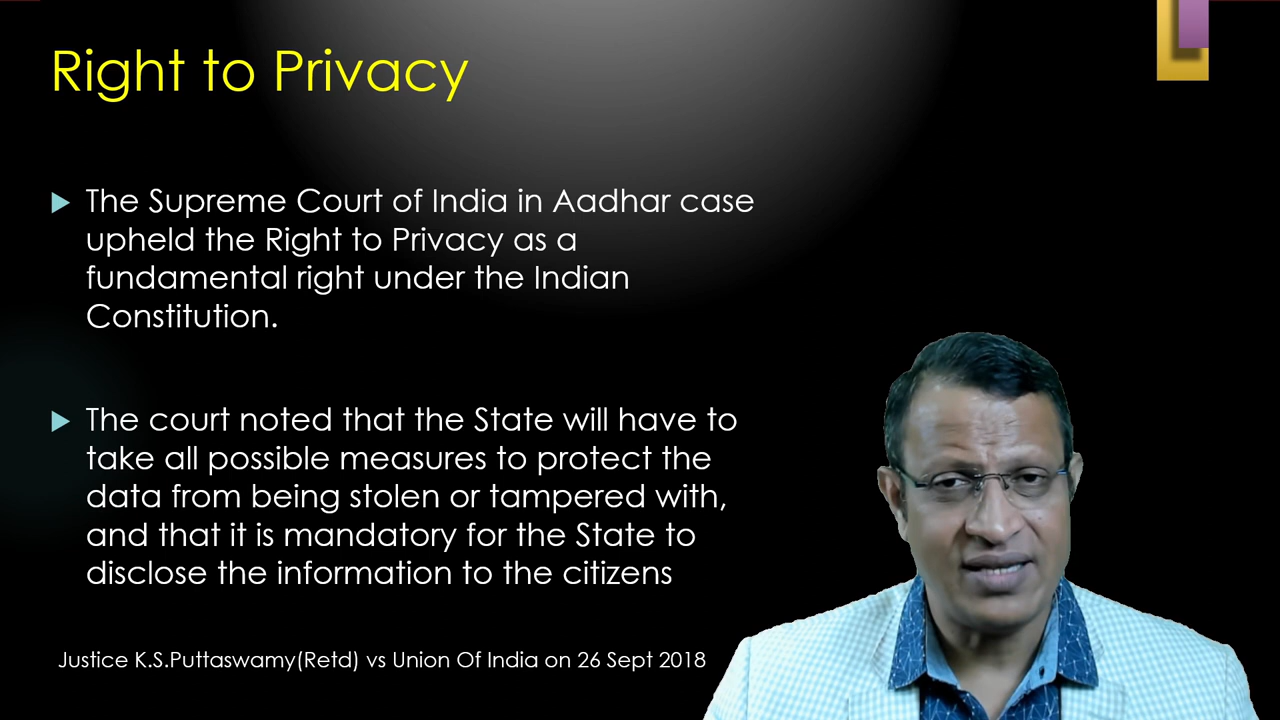 Right to Privacy
The Supreme Court of India in Aadhar case
upheld the Right to Privacy as a
fundamental right under the Indian
Constitution.
The court noted that the State will have to
take all possible measures to protect the
data from being stolen or tampered with,
and that it is mandatory for the State to
disclose the information to the citizens
Justice K.S.Puttaswamy(Retd) vs Union Of India on 26 Sept 2018